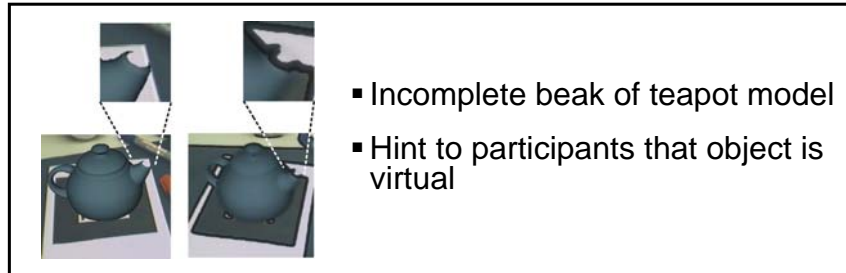 ▪ Incomplete beak of teapot model
▪ Hint to participants that object is
virtual